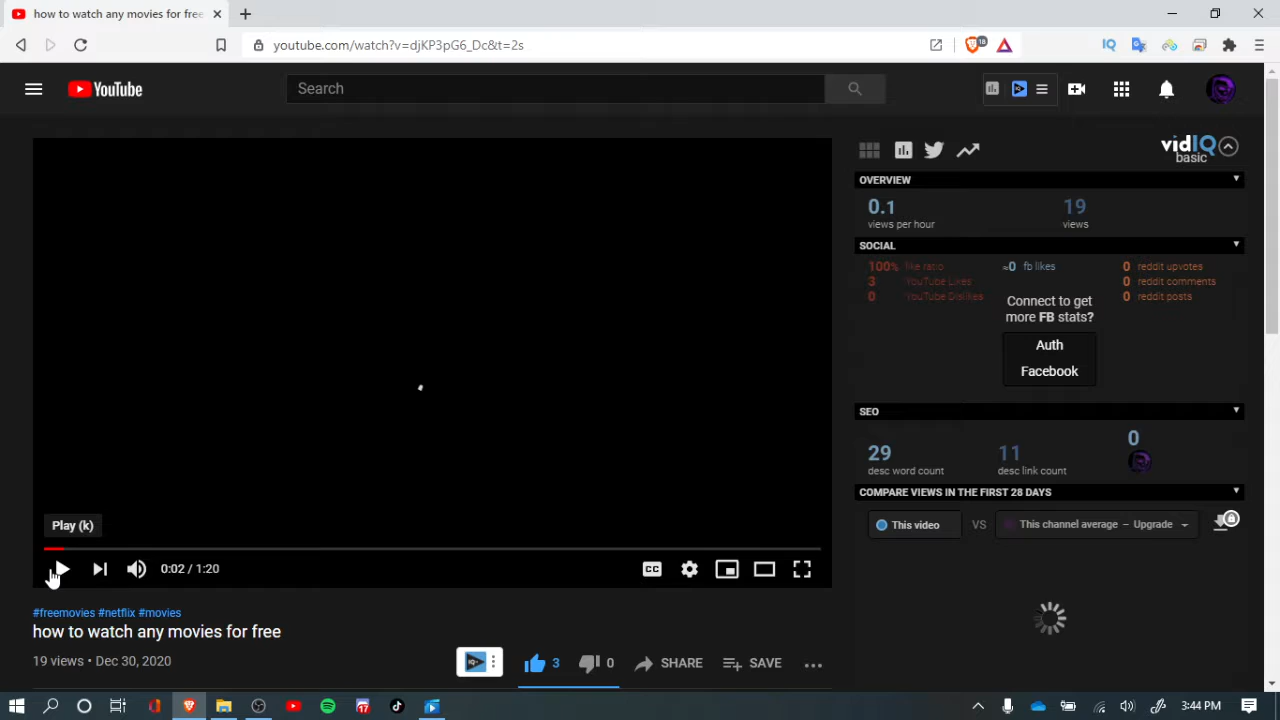 how to watch any movies for free
youtube.com/watch?v=djKP3pG6_Dc&t=2s
18
IQ
YouTube
Search
vidIQ
basic
OVERVIEW
0.1
views per hour
19
views
SOCIAL
100% like ratio
3 YouTube Likes
0 YouTube Dislikes
≈0 fb likes
0 reddit upvotes
0 reddit comments
0 reddit posts
Connect to get
more FB stats?
Auth
Facebook
SEO
29
desc word count
11
desc link count
0
COMPARE VIEWS IN THE FIRST 28 DAYS
This video VS This channel average – Upgrade
Play (k)
0:02 / 1:20
CC
#freemovies #netflix #movies
how to watch any movies for free
19 views • Dec 30, 2020
3
0
SHARE
SAVE
3:44 PM